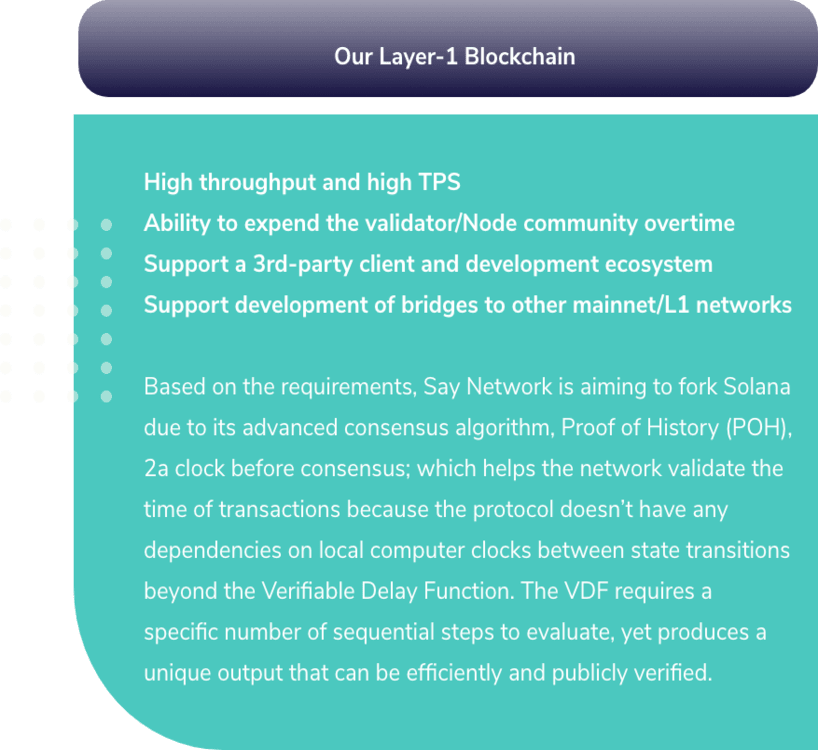 Our Layer-1 Blockchain
High throughput and high TPS
Ability to expend the validator/Node community overtime
Support a 3rd-party client and development ecosystem
Support development of bridges to other mainnet/L1 networks
Based on the requirements, Say Network is aiming to fork Solana
due to its advanced consensus algorithm, Proof of History (POH),
2a clock before consensus; which helps the network validate the
time of transactions because the protocol doesn’t have any
dependencies on local computer clocks between state transitions
beyond the Verifiable Delay Function. The VDF requires a
specific number of sequential steps to evaluate, yet produces a
unique output that can be efficiently and publicly verified.